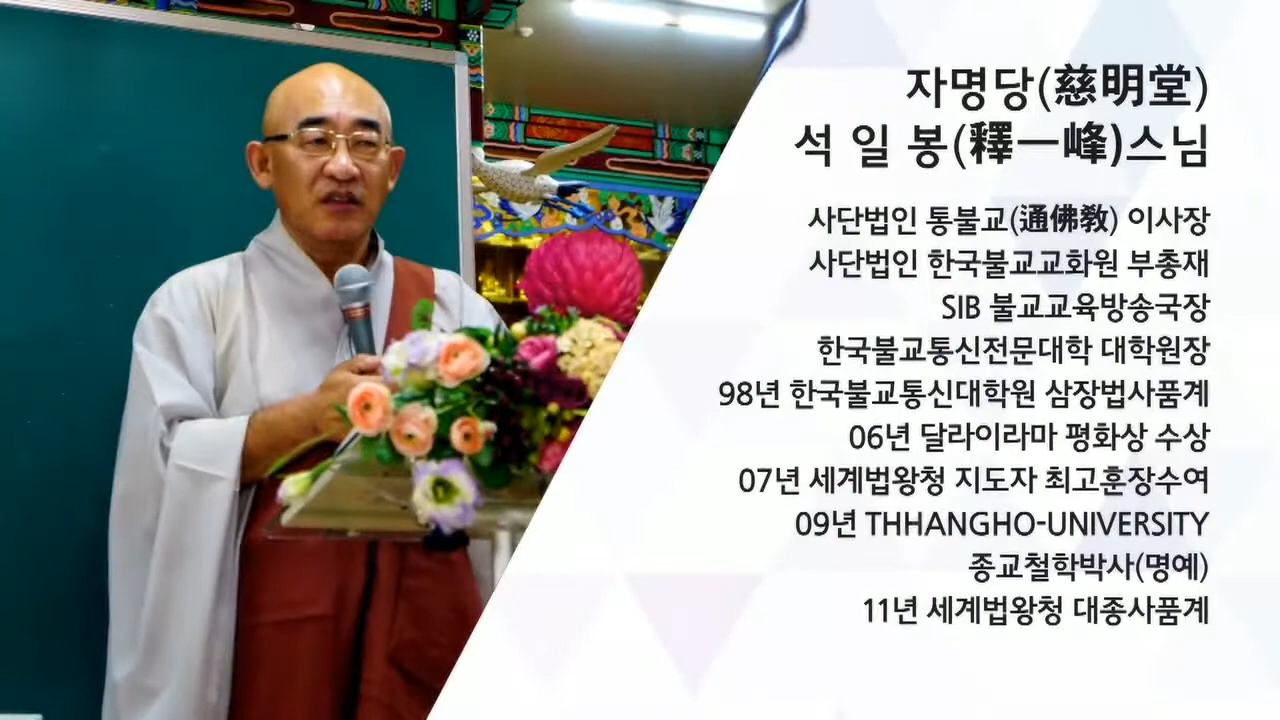 자명당(慈明堂)
석 일 봉(釋一峰)스님
사단법인 통불교(通佛敎) 이사장
사단법인 한국불교교화원 부총재
SIB 불교교육방송국장
한국불교통신전문대학 대학원장
98년 한국불교통신대학원 삼장법사품계
06년 달라이라마 평화상 수상
07년 세계법왕청 지도자 최고훈장수여
09년 THHANGHO-UNIVERSITY
종교철학박사(명예)
11년 세계법왕청 대종사품계